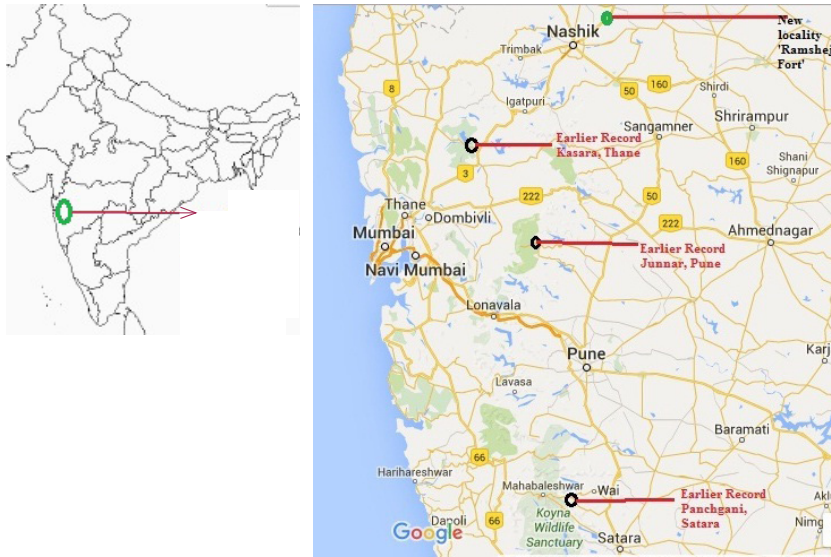 New
locality
'Ramshej
Fort'
Nashik
Trimbak
8
50
160
Igatpuri
Shirdi
Earlier Record
Kasara, Thane
Sangamner
Shrirampur
3
160
Shani
Shignapur
50
222
222
Thane
Dombivli
Mumbai
Navi Mumbai
Ahmednagar
Earlier Record
Junnar, Pune
Lonavala
Pune
Karj
Lavasa
Baramati
66
Harihareshwar
Mahabaleshwar
Wai
Earlier Record
Panchgani,
Satara
Akl
Koyna
Wildlife
Sanctuary
Google
Dapoli
66
Nimg
Satara